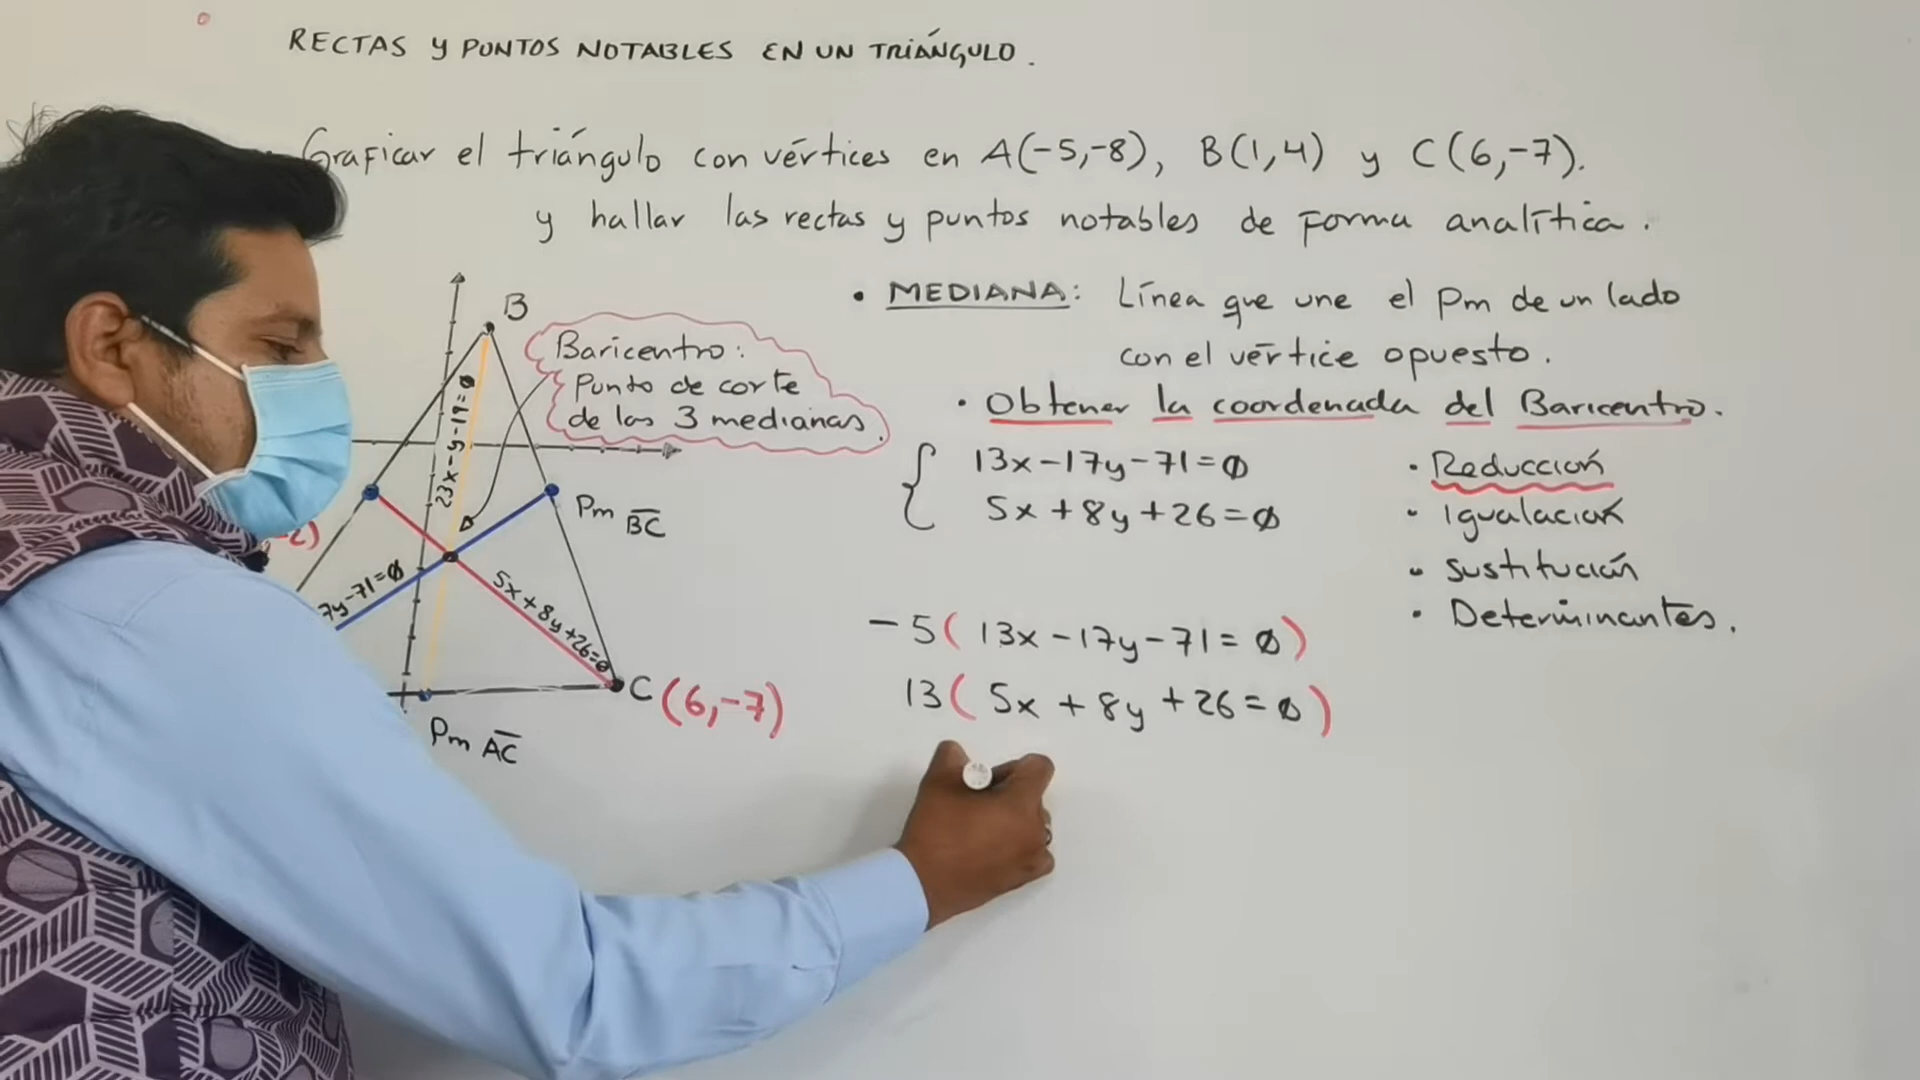 RECTAS Y PUNTOS NOTABLES EN UN TRIÁNGULO.
Graficar el triángulo con vértices en A(-5,-8), B(1,4) y C(6,-7).
y hallar las rectas y puntos notables de forma analítica.
B
Baricentro:
Punto de corte
de las 3 medianas.
23x-y-19=0
Pm BC
7y-71=0
5x+8y+26=0
C (6,-7)
Pm AC
• MEDIANA: Línea que une el Pm de un lado
con el vértice opuesto.
• Obtener la coordenada del Baricentro.
{ 13x-17y-71=0
5x+8y+26=0
• Reducción
• Igualación
• Sustitución
• Determinantes.
-5(13x-17y-71=0)
13(5x+8y+26=0)